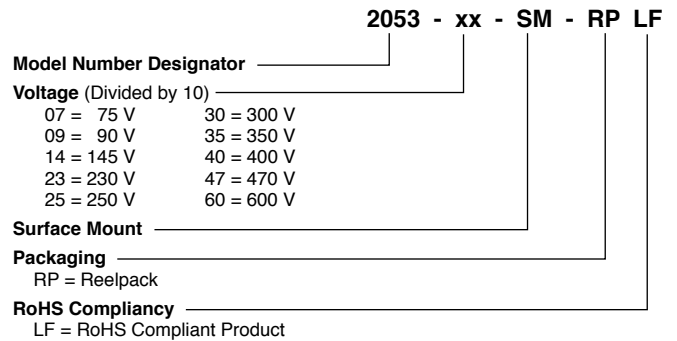 2053 - xx - SM - RP LF
Model Number Designator
Voltage (Divided by 10)
07 = 75 V 30 = 300 V
09 = 90 V 35 = 350 V
14 = 145 V 40 = 400 V
23 = 230 V 47 = 470 V
25 = 250 V 60 = 600 V
Surface Mount
Packaging
RP = Reelpack
RoHS Compliancy
LF = RoHS Compliant Product